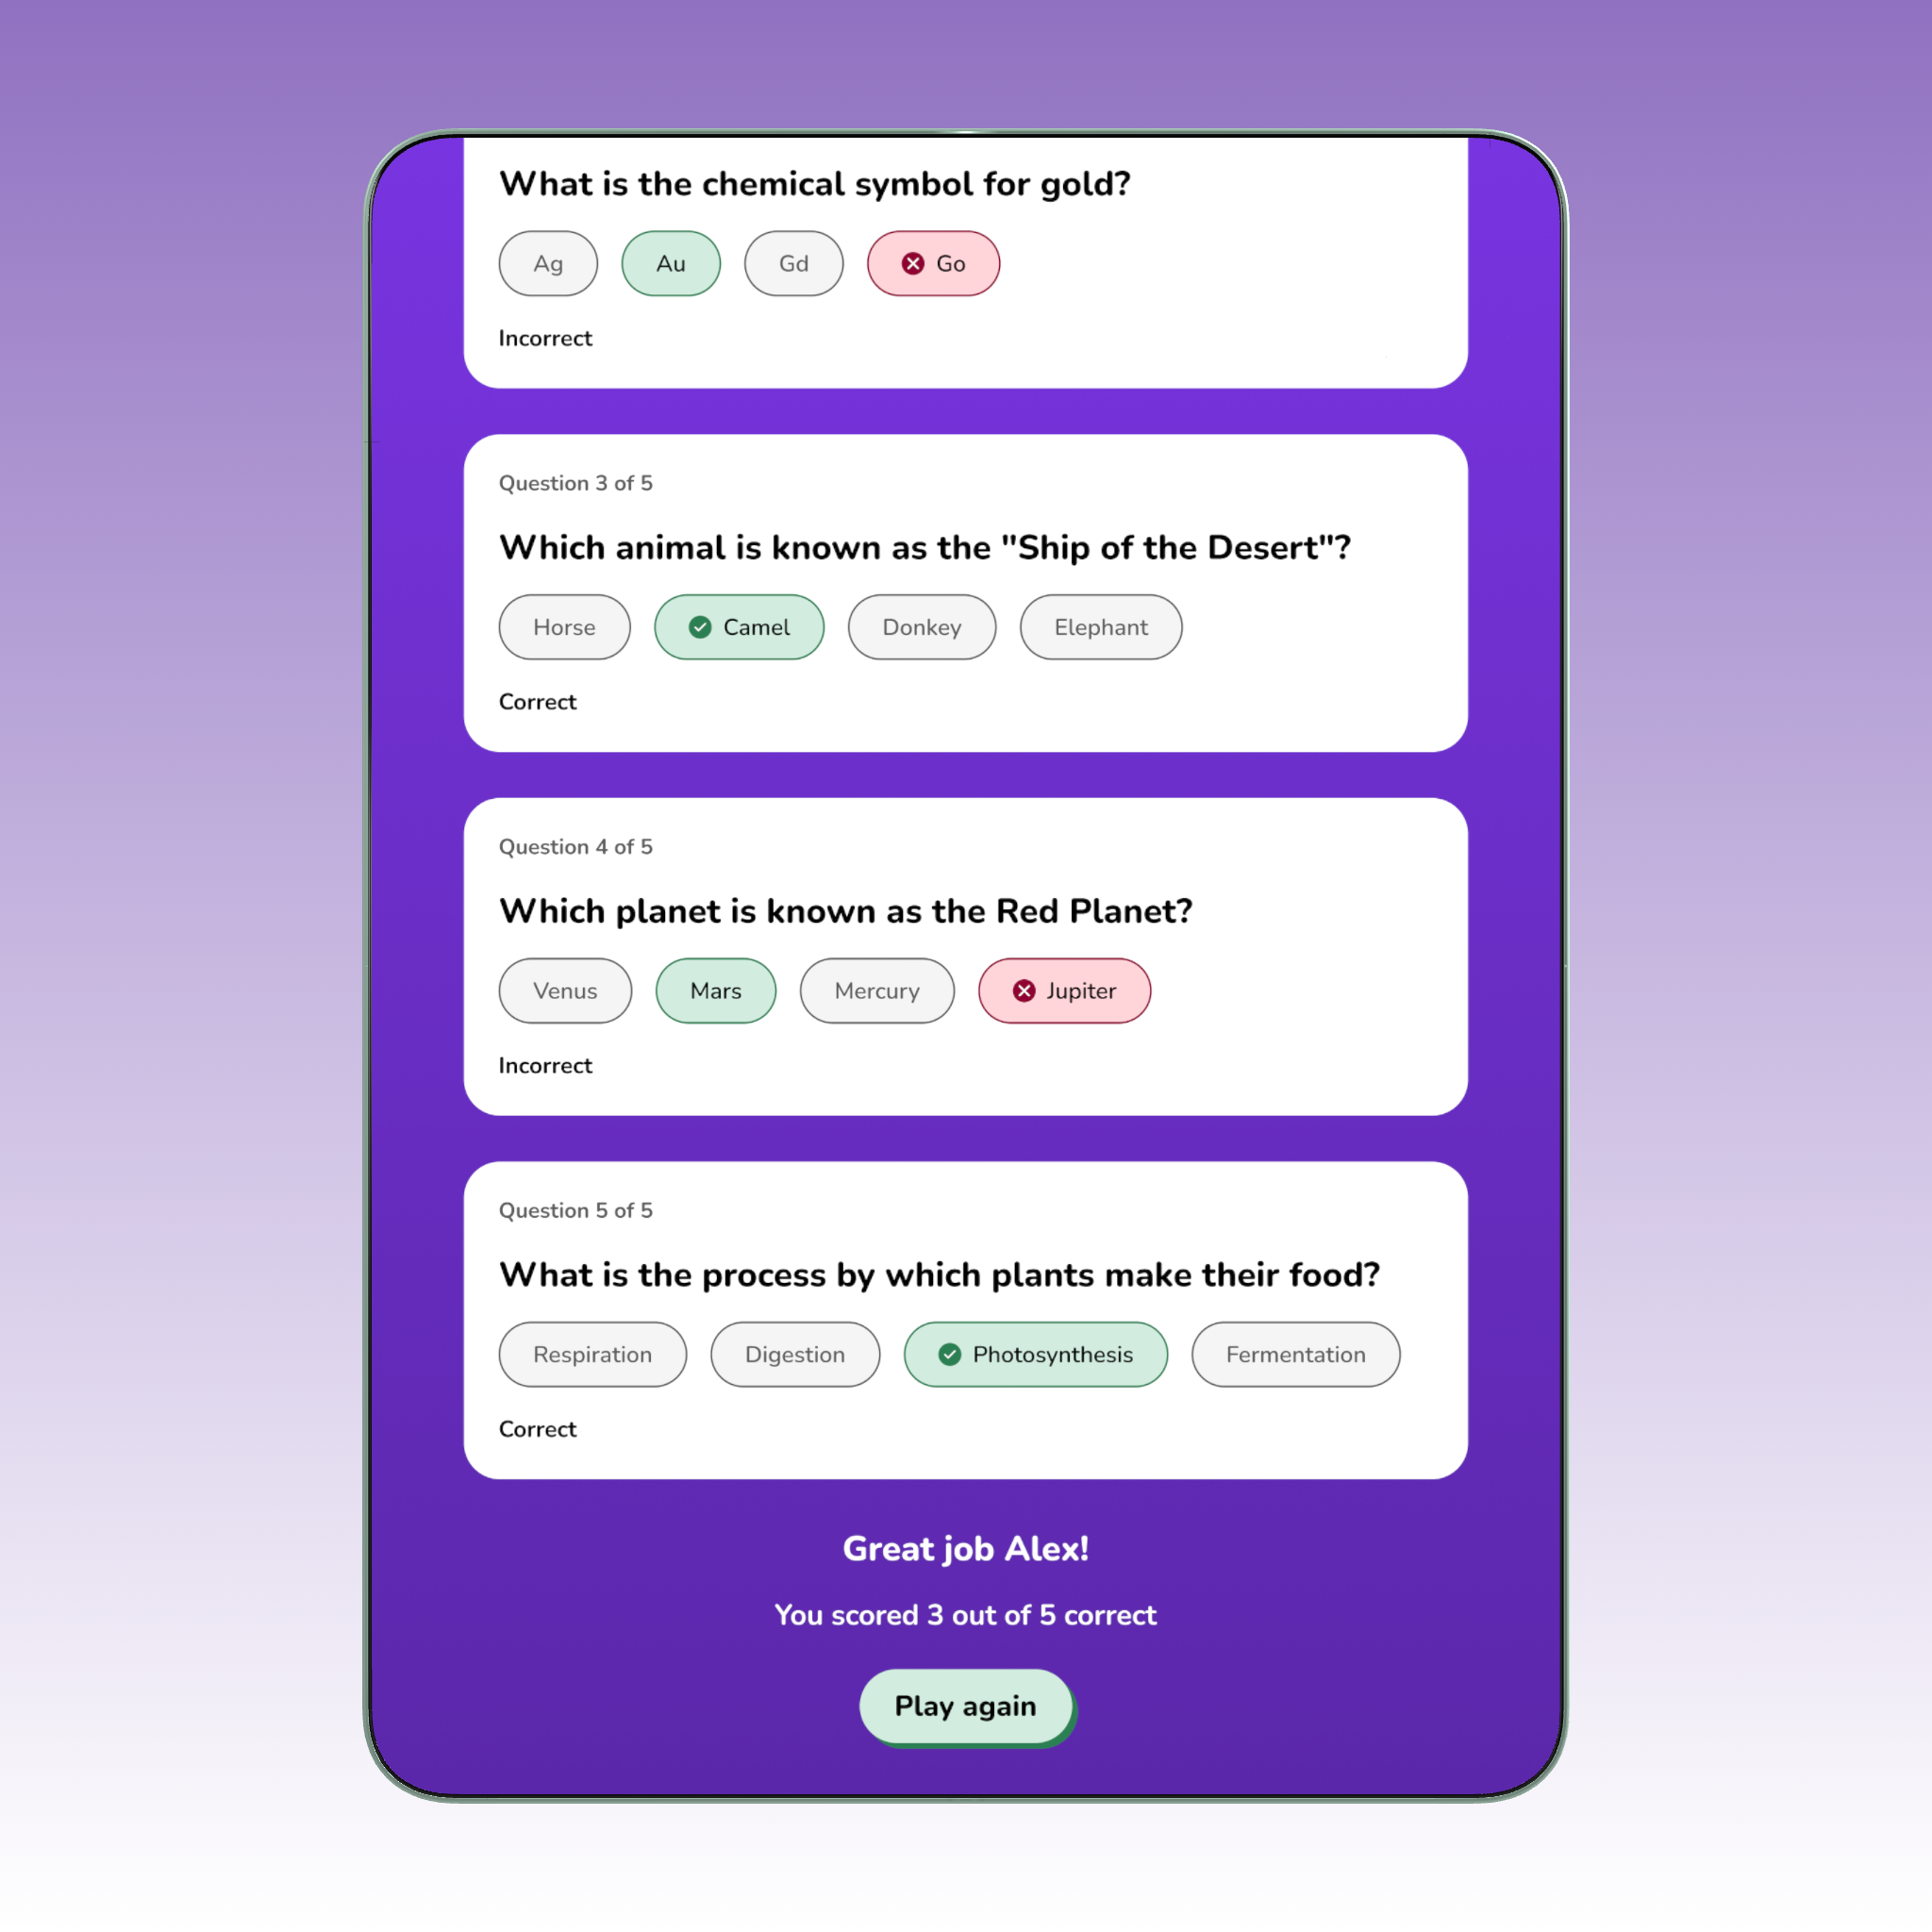 What is the chemical symbol for gold?
Ag Au Gd Go
Incorrect
Question 3 of 5
Which animal is known as the "Ship of the Desert"?
Horse Camel Donkey Elephant
Correct
Question 4 of 5
Which planet is known as the Red Planet?
Venus Mars Mercury Jupiter
Incorrect
Question 5 of 5
What is the process by which plants make their food?
Respiration Digestion Photosynthesis Fermentation
Correct
Great job Alex!
You scored 3 out of 5 correct
Play again